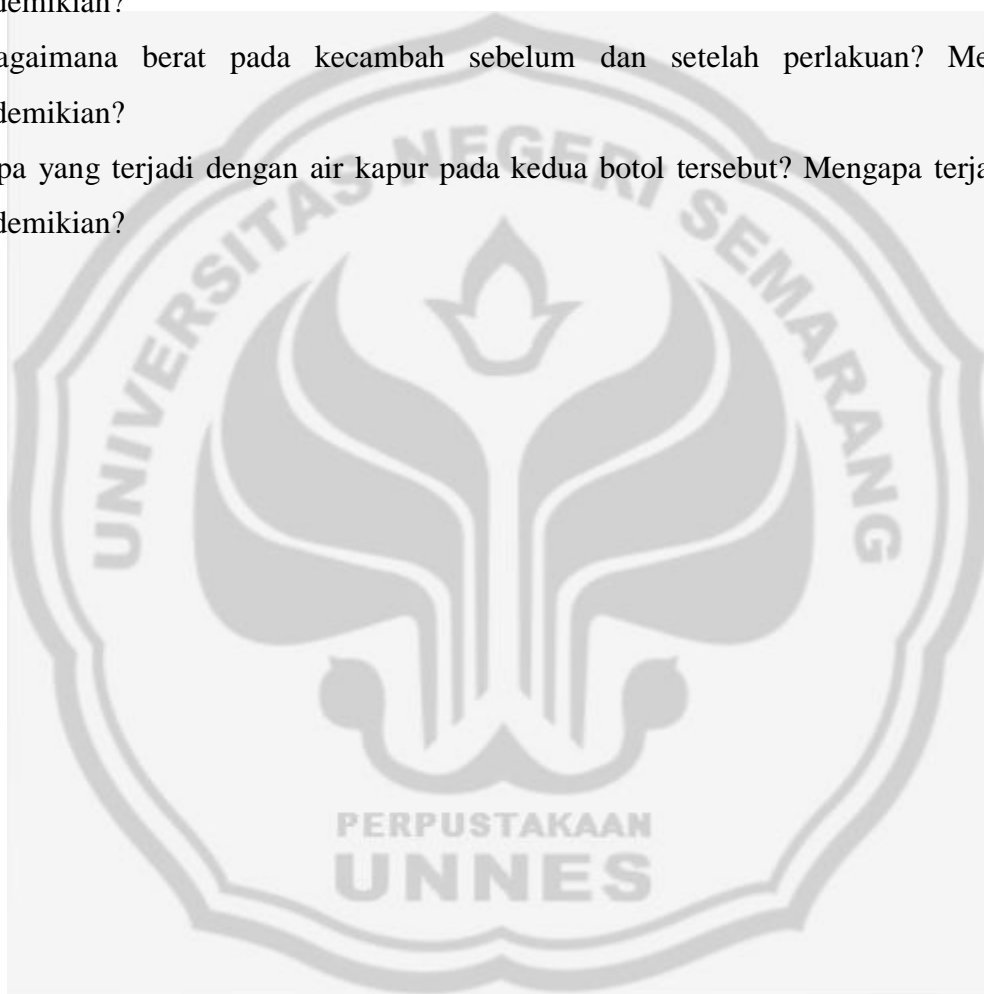 demikian?
agaimana berat pada kecambah sebelum dan setelah perlakuan? Me
demikian?
pa yang terjadi dengan air kapur pada kedua botol tersebut? Mengapa terja
demikian?
UNIVERSITAS NEGERI SEMARANG
PERPUSTAKAAN
UNNES